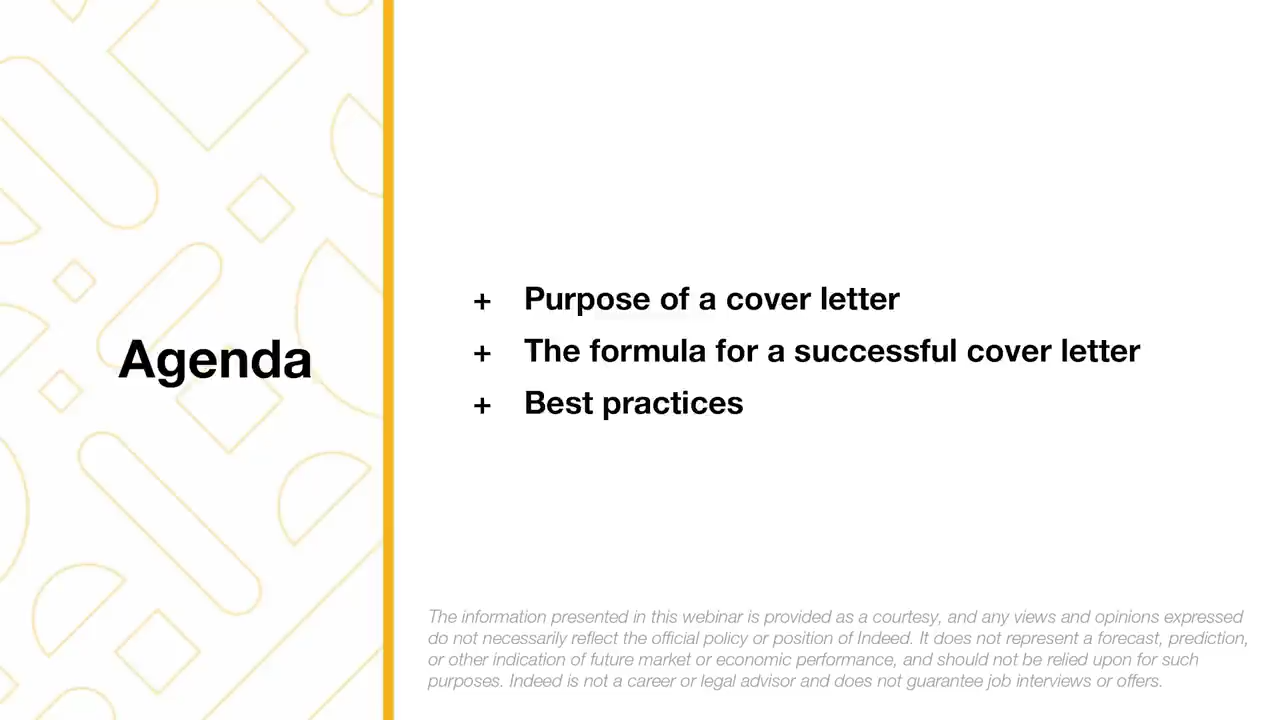 Agenda
+ Purpose of a cover letter
+ The formula for a successful cover letter
+ Best practices
The information presented in this webinar is provided as a courtesy, and any views and opinions expressed
do not necessarily reflect the official policy or position of Indeed. It does not represent a forecast, prediction,
or other indication of future market or economic performance, and should not be relied upon for such
purposes. Indeed is not a career or legal advisor and does not guarantee job interviews or offers.